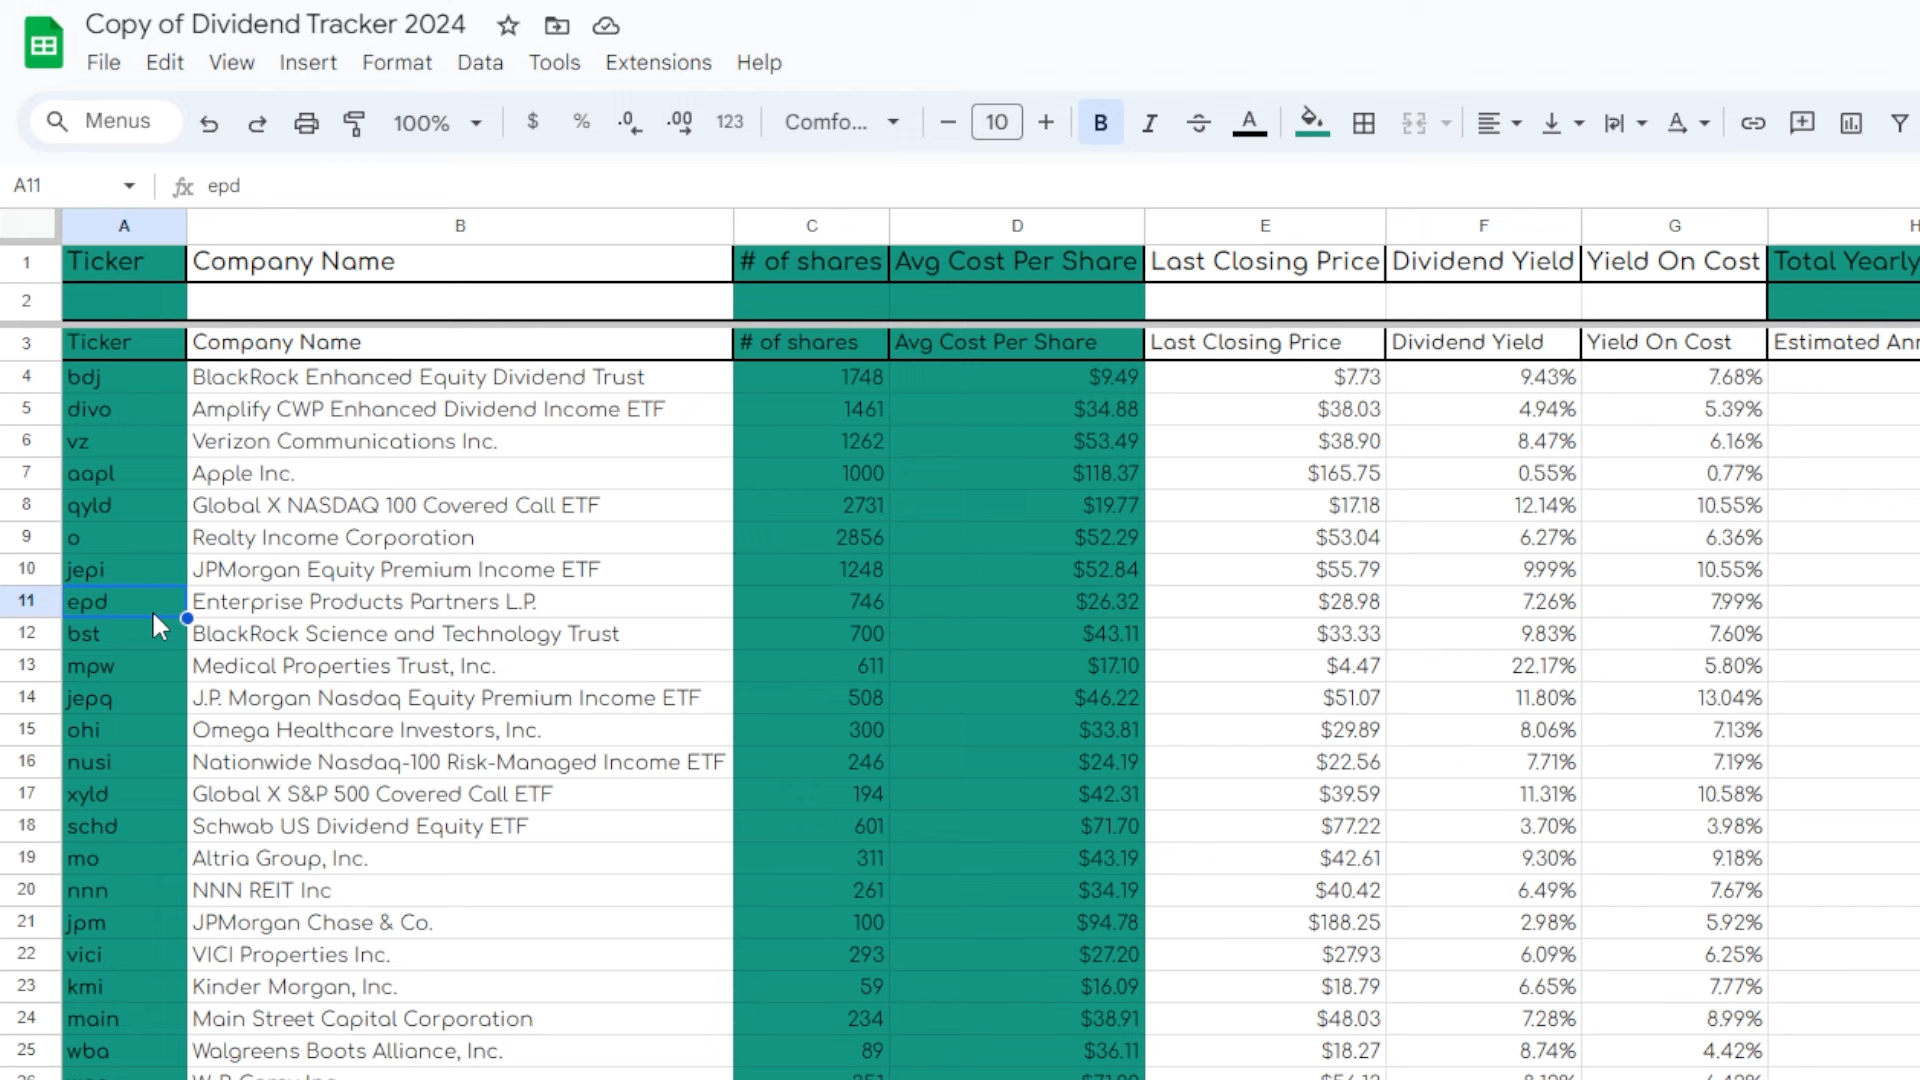 Copy of Dividend Tracker 2024
File Edit View Insert Format Data Tools Extensions Help
Menus 100% $ % .0 .00 123 Comfo... − 10 + B I A
A11 fx epd
A B C D E F G H
1 Ticker Company Name # of shares Avg Cost Per Share Last Closing Price Dividend Yield Yield On Cost Total Yearly
2
3 Ticker Company Name # of shares Avg Cost Per Share Last Closing Price Dividend Yield Yield On Cost Estimated Ann
4 bdj BlackRock Enhanced Equity Dividend Trust 1748 $9.49 $7.73 9.43% 7.68%
5 divo Amplify CWP Enhanced Dividend Income ETF 1461 $34.88 $38.03 4.94% 5.39%
6 vz Verizon Communications Inc. 1262 $53.49 $38.90 8.47% 6.16%
7 aapl Apple Inc. 1000 $118.37 $165.75 0.55% 0.77%
8 qyld Global X NASDAQ 100 Covered Call ETF 2731 $19.77 $17.18 12.14% 10.55%
9 o Realty Income Corporation 2856 $52.29 $53.04 6.27% 6.36%
10 jepi JPMorgan Equity Premium Income ETF 1248 $52.84 $55.79 9.99% 10.55%
11 epd Enterprise Products Partners L.P. 746 $26.32 $28.98 7.26% 7.99%
12 bst BlackRock Science and Technology Trust 700 $43.11 $33.33 9.83% 7.60%
13 mpw Medical Properties Trust, Inc. 611 $17.10 $4.47 22.17% 5.80%
14 jepq J.P. Morgan Nasdaq Equity Premium Income ETF 508 $46.22 $51.07 11.80% 13.04%
15 ohi Omega Healthcare Investors, Inc. 300 $33.81 $29.89 8.06% 7.13%
16 nusi Nationwide Nasdaq-100 Risk-Managed Income ETF 246 $24.19 $22.56 7.71% 7.19%
17 xyld Global X S&P 500 Covered Call ETF 194 $42.31 $39.59 11.31% 10.58%
18 schd Schwab US Dividend Equity ETF 601 $71.70 $77.22 3.70% 3.98%
19 mo Altria Group, Inc. 311 $43.19 $42.61 9.30% 9.18%
20 nnn NNN REIT Inc 261 $34.19 $40.42 6.49% 7.67%
21 jpm JPMorgan Chase & Co. 100 $94.78 $188.25 2.98% 5.92%
22 vici VICI Properties Inc. 293 $27.20 $27.93 6.09% 6.25%
23 kmi Kinder Morgan, Inc. 59 $16.09 $18.79 6.65% 7.77%
24 main Main Street Capital Corporation 234 $38.91 $48.03 7.28% 8.99%
25 wba Walgreens Boots Alliance, Inc. 89 $36.11 $18.27 8.74% 4.42%